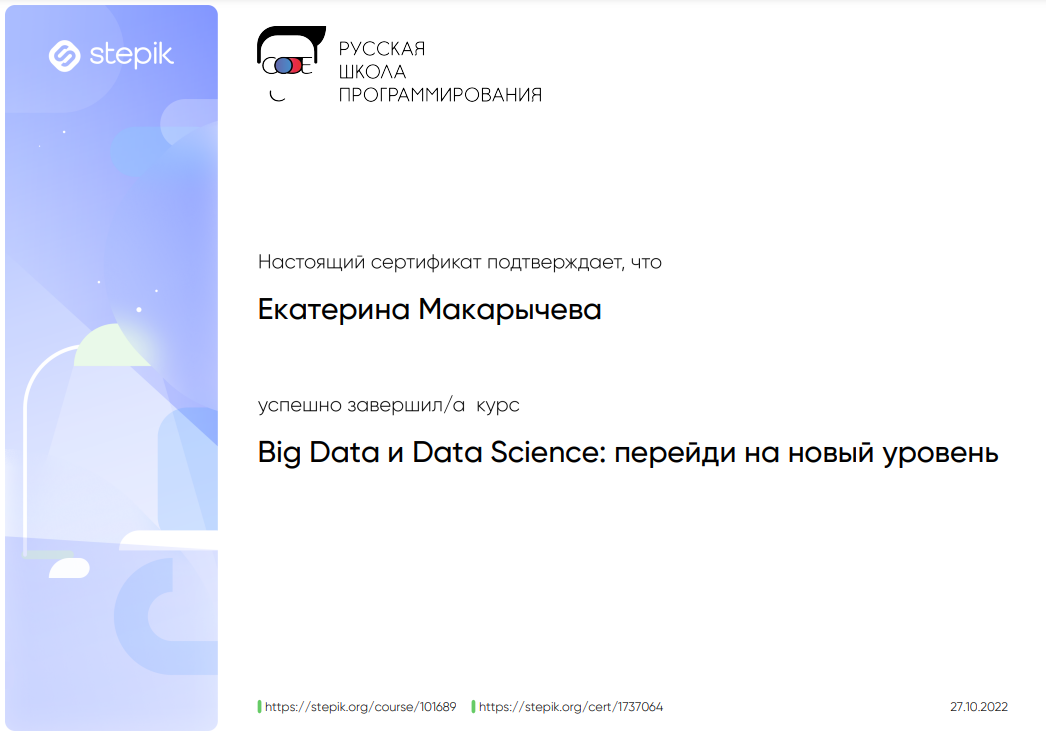 stepik
CODE
РУССКАЯ
ШКОЛА
ПРОГРАММИРОВАНИЯ
Настоящий сертификат подтверждает, что
Екатерина Макарычева
успешно завершил/а курс
Big Data и Data Science: перейди на новый уровень
https://stepik.org/course/101689 https://stepik.org/cert/1737064 27.10.2022